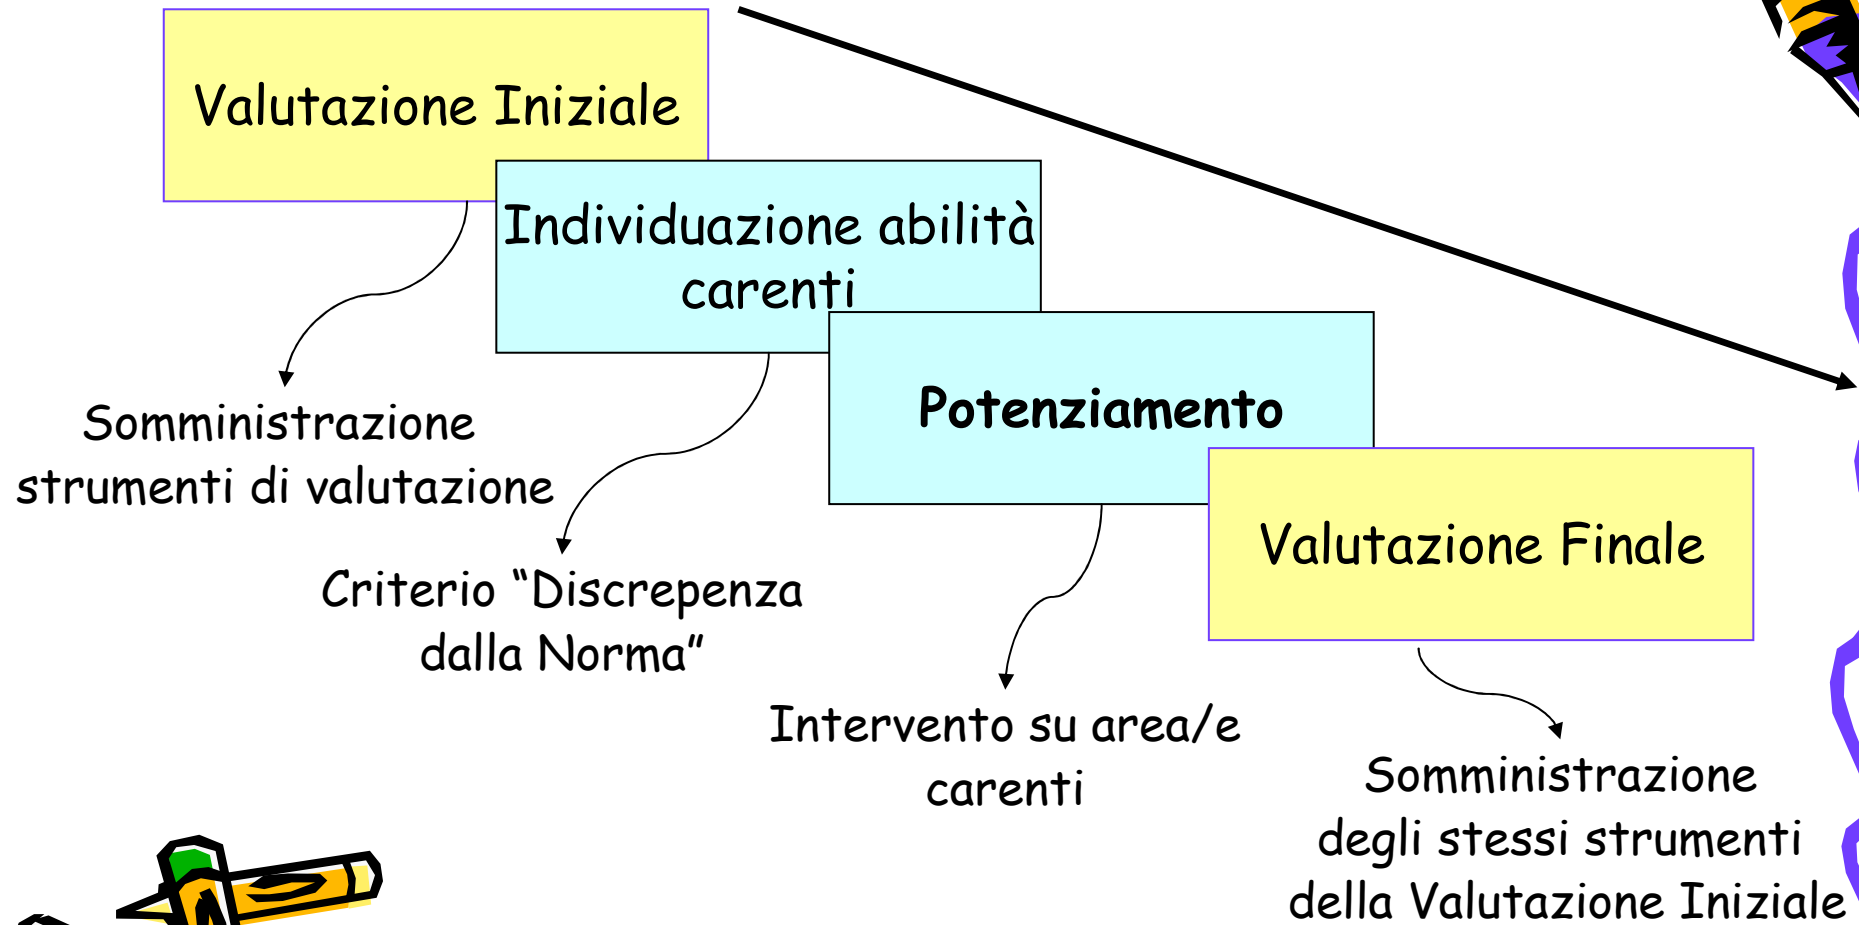 Valutazione Iniziale
Individuazione abilità
carenti
Potenziamento
Valutazione Finale
Somministrazione
strumenti di valutazione
Criterio “Discrepenza
dalla Norma”
Intervento su area/e
carenti
Somministrazione
degli stessi strumenti
della Valutazione Iniziale